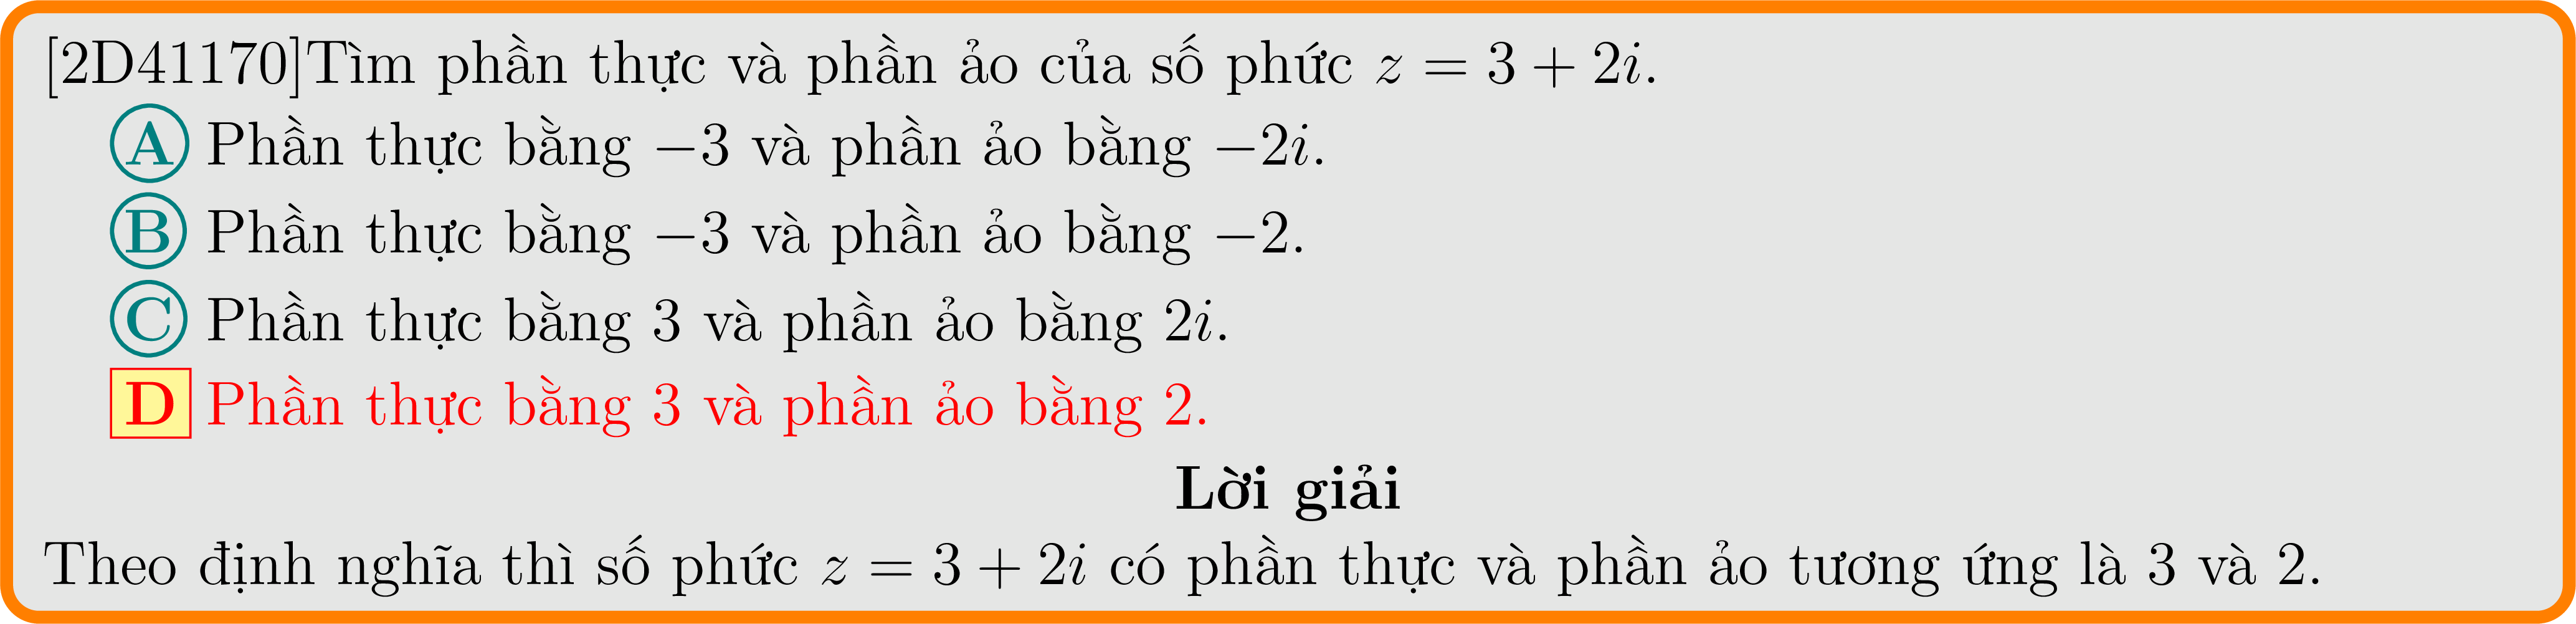 [2D41170]Tìm phần thực và phần ảo của số phức z = 3 + 2i.
A Phần thực bằng −3 và phần ảo bằng −2i.
B Phần thực bằng −3 và phần ảo bằng −2.
C Phần thực bằng 3 và phần ảo bằng 2i.
D Phần thực bằng 3 và phần ảo bằng 2.
Lời giải
Theo định nghĩa thì số phức z = 3 + 2i có phần thực và phần ảo tương ứng là 3 và 2.